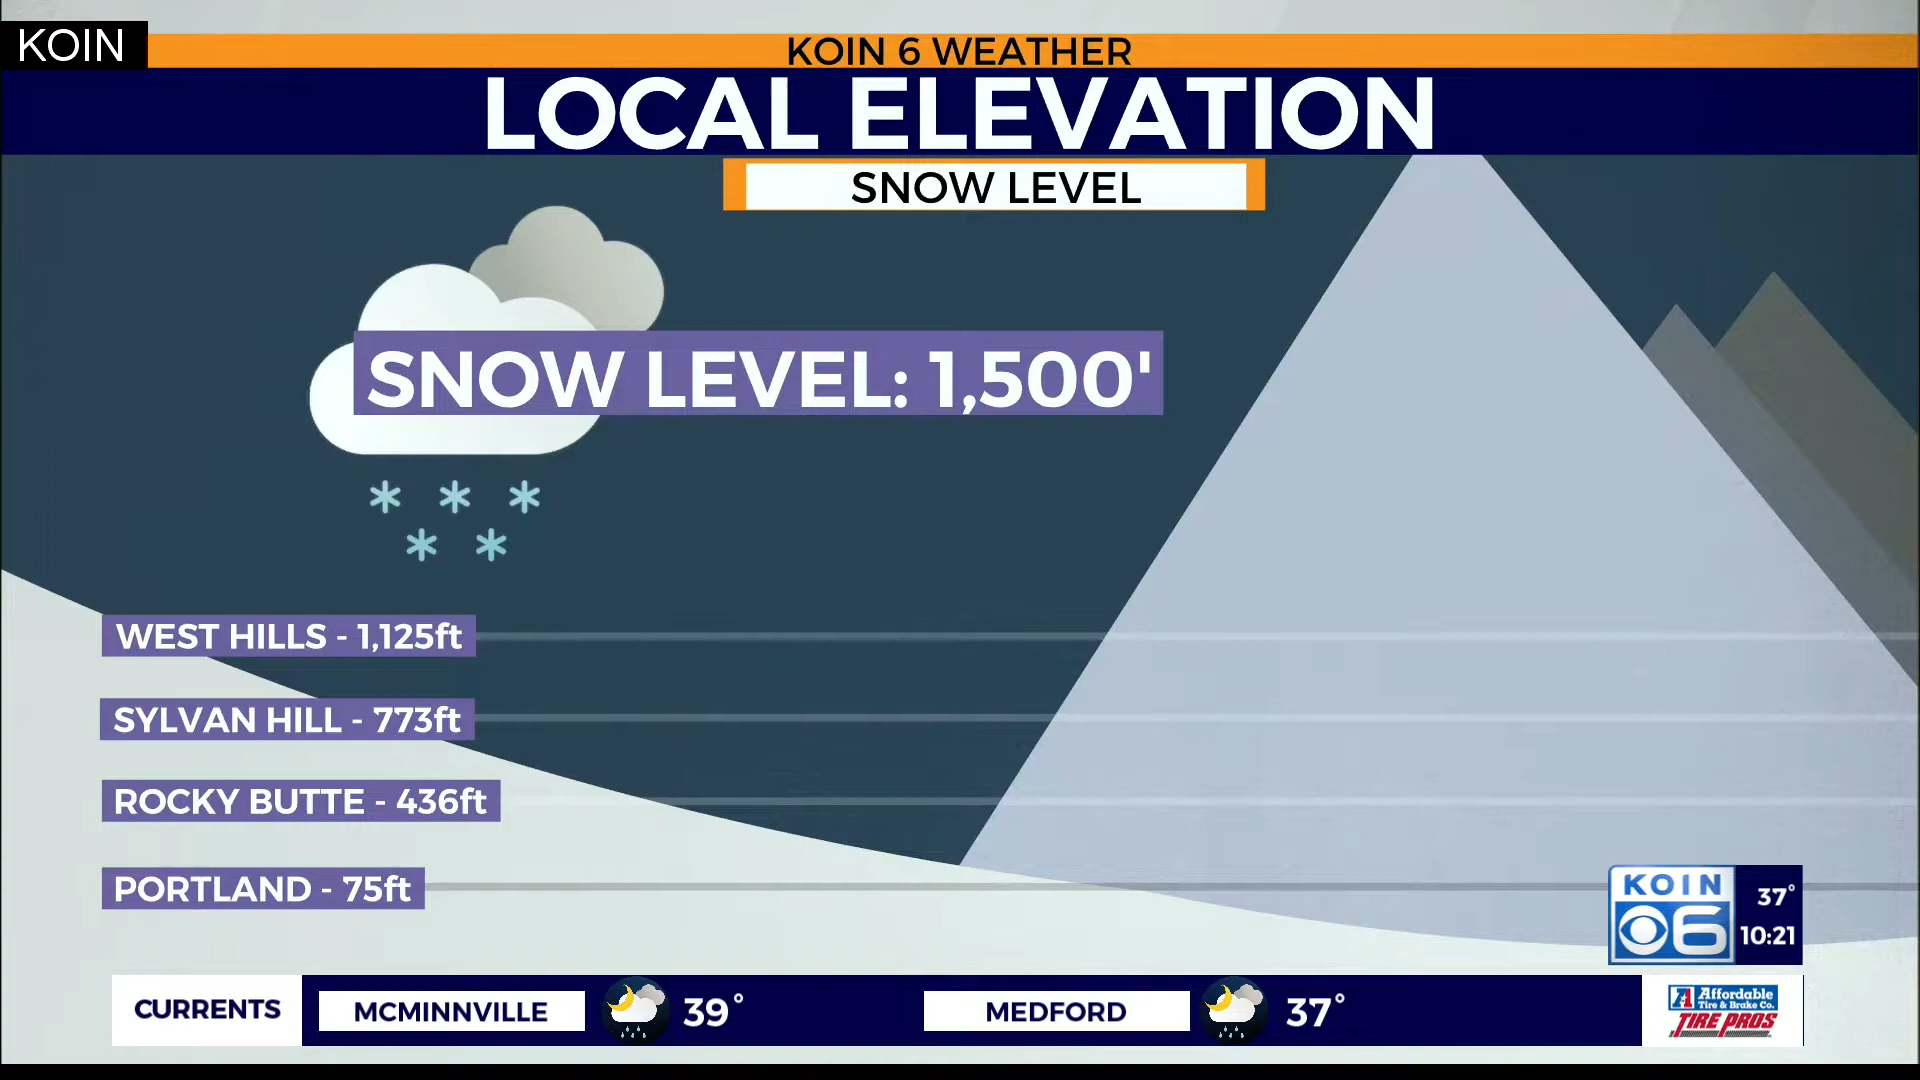 KOIN
KOIN 6 WEATHER
LOCAL ELEVATION
SNOW LEVEL
SNOW LEVEL: 1,500'
WEST HILLS - 1,125ft
SYLVAN HILL - 773ft
ROCKY BUTTE - 436ft
PORTLAND - 75ft
KOIN
6
37°
10:21
CURRENTS
MCMINNVILLE
39°
MEDFORD
37°
Affordable
Tire & Brake Co.
TIRE PROS